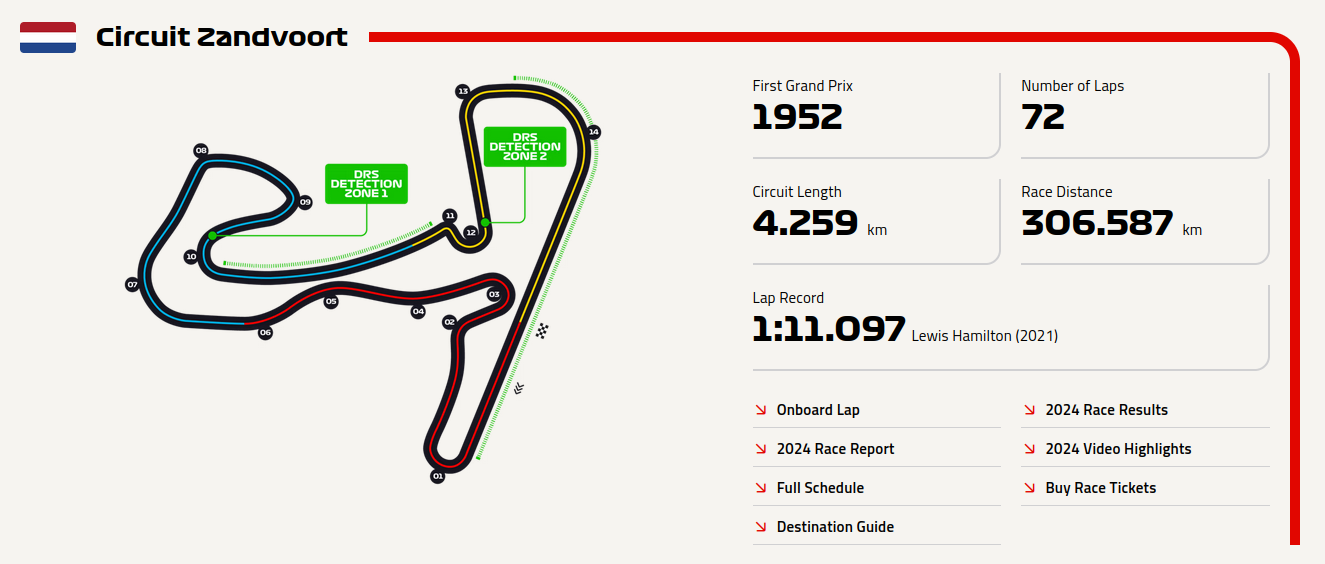 Circuit Zandvoort
13
14
DRS
DETECTION
ZONE 2
08
DRS
DETECTION
ZONE 1
09
11
12
10
07
03
05
04
02
06
01
First Grand Prix
1952
Number of Laps
72
Circuit Length
4.259 km
Race Distance
306.587 km
Lap Record
1:11.097 Lewis Hamilton (2021)
Onboard Lap
2024 Race Results
2024 Race Report
2024 Video Highlights
Full Schedule
Buy Race Tickets
Destination Guide